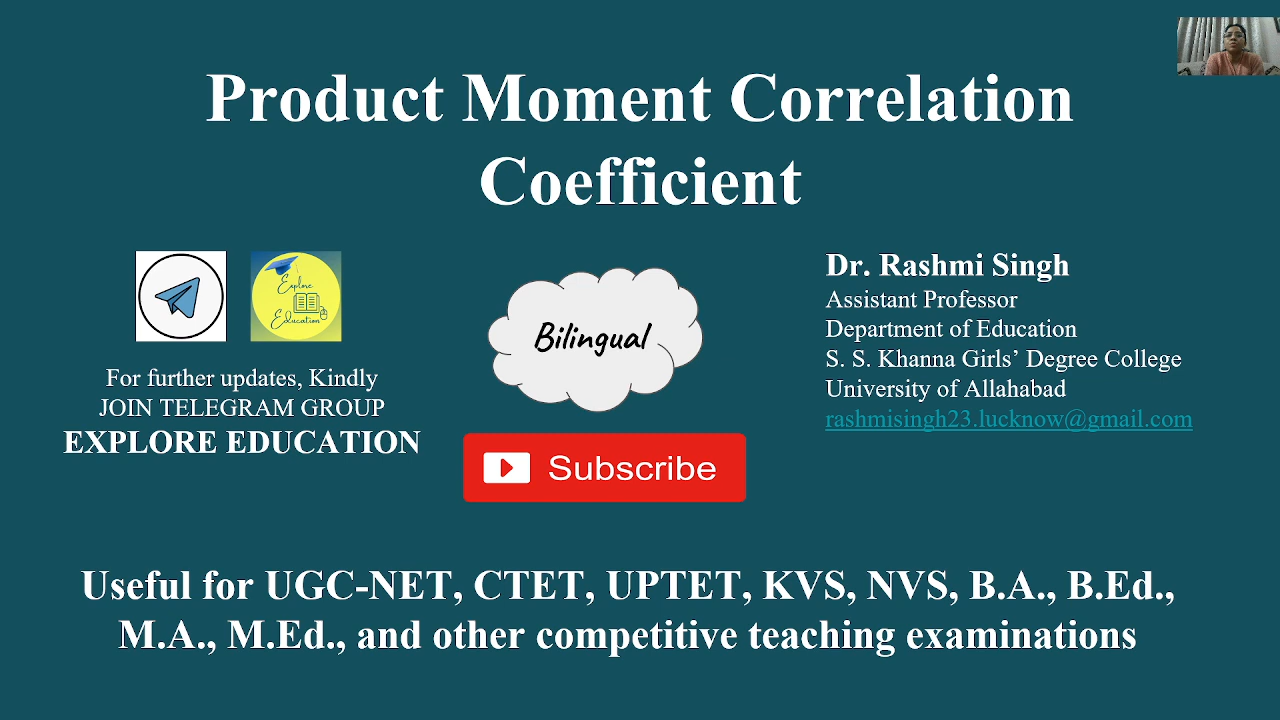 Product Moment Correlation
Coefficient
Explore
Education
For further updates, Kindly
JOIN TELEGRAM GROUP
EXPLORE EDUCATION
Bilingual
Subscribe
Dr. Rashmi Singh
Assistant Professor
Department of Education
S. S. Khanna Girls’ Degree College
University of Allahabad
rashmisingh23.lucknow@gmail.com
Useful for UGC-NET, CTET, UPTET, KVS, NVS, B.A., B.Ed.,
M.A., M.Ed., and other competitive teaching examinations